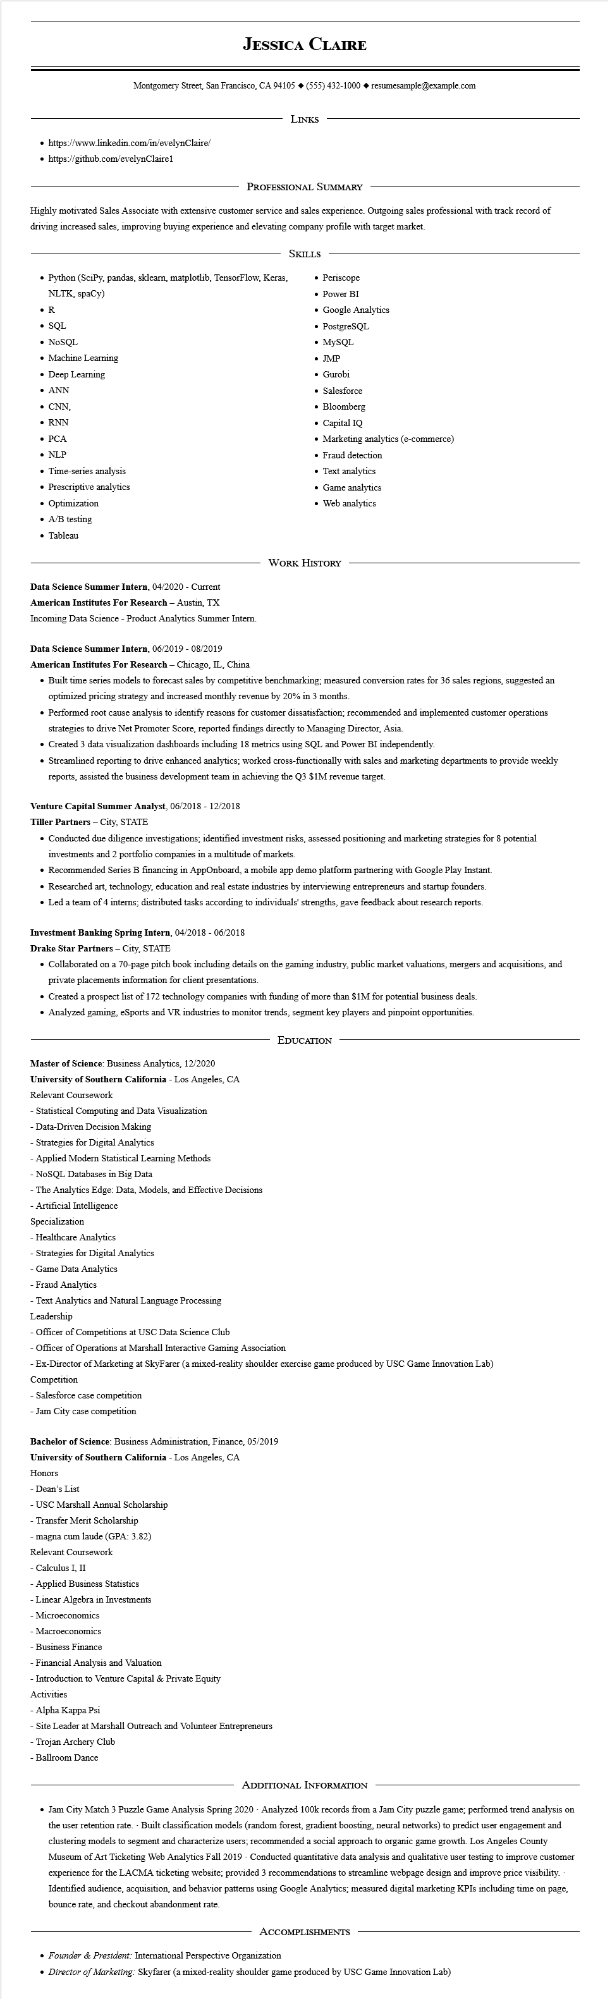 Jessica Claire
Montgomery Street, San Francisco, CA 94105 ◆ (555) 432-1000 ◆ resumesample@example.com
Links
• https://www.linkedin.com/in/evelynClaire/
• https://github.com/evelynClaire1
Professional Summary
Highly motivated Sales Associate with extensive customer service and sales experience. Outgoing sales professional with track record of
driving increased sales, improving buying experience and elevating company profile with target market.
Skills
• Python (SciPy, pandas, sklearn, matplotlib, TensorFlow, Keras,
NLTK, spaCy)
• R
• SQL
• NoSQL
• Machine Learning
• Deep Learning
• ANN
• CNN,
• RNN
• PCA
• NLP
• Time-series analysis
• Prescriptive analytics
• Optimization
• A/B testing
• Tableau
• Periscope
• Power BI
• Google Analytics
• PostgreSQL
• MySQL
• JMP
• Gurobi
• Salesforce
• Bloomberg
• Capital IQ
• Marketing analytics (e-commerce)
• Fraud detection
• Text analytics
• Game analytics
• Web analytics
Work History
Data Science Summer Intern, 04/2020 - Current
American Institutes For Research – Austin, TX
Incoming Data Science - Product Analytics Summer Intern.
Data Science Summer Intern, 06/2019 - 08/2019
American Institutes For Research – Chicago, IL, China
• Built time series models to forecast sales by competitive benchmarking; measured conversion rates for 36 sales regions, suggested an
optimized pricing strategy and increased monthly revenue by 20% in 3 months.
• Performed root cause analysis to identify reasons for customer dissatisfaction; recommended and implemented customer operations
strategies to drive Net Promoter Score, reported findings directly to Managing Director, Asia.
• Created 3 data visualization dashboards including 18 metrics using SQL and Power BI independently.
• Streamlined reporting to drive enhanced analytics; worked cross-functionally with sales and marketing departments to provide weekly
reports, assisted the business development team in achieving the Q3 $1M revenue target.
Venture Capital Summer Analyst, 06/2018 - 12/2018
Tiller Partners – City, STATE
• Conducted due diligence investigations; identified investment risks, assessed positioning and marketing strategies for 8 potential
investments and 2 portfolio companies in a multitude of markets.
• Recommended Series B financing in AppOnboard, a mobile app demo platform partnering with Google Play Instant.
• Researched art, technology, education and real estate industries by interviewing entrepreneurs and startup founders.
• Led a team of 4 interns; distributed tasks according to individuals' strengths, gave feedback about research reports.
Investment Banking Spring Intern, 04/2018 - 06/2018
Drake Star Partners – City, STATE
• Collaborated on a 70-page pitch book including details on the gaming industry, public market valuations, mergers and acquisitions, and
private placements information for client presentations.
• Created a prospect list of 172 technology companies with funding of more than $1M for potential business deals.
• Analyzed gaming, eSports and VR industries to monitor trends, segment key players and pinpoint opportunities.
Education
Master of Science: Business Analytics, 12/2020
University of Southern California - Los Angeles, CA
Relevant Coursework
- Statistical Computing and Data Visualization
- Data-Driven Decision Making
- Strategies for Digital Analytics
- Applied Modern Statistical Learning Methods
- NoSQL Databases in Big Data
- The Analytics Edge: Data, Models, and Effective Decisions
- Artificial Intelligence
Specialization
- Healthcare Analytics
- Strategies for Digital Analytics
- Game Data Analytics
- Fraud Analytics
- Text Analytics and Natural Language Processing
Leadership
- Officer of Competitions at USC Data Science Club
- Officer of Operations at Marshall Interactive Gaming Association
- Ex-Director of Marketing at SkyFarer (a mixed-reality shoulder exercise game produced by USC Game Innovation Lab)
Competition
- Salesforce case competition
- Jam City case competition
Bachelor of Science: Business Administration, Finance, 05/2019
University of Southern California - Los Angeles, CA
Honors
- Dean's List
- USC Marshall Annual Scholarship
- Transfer Merit Scholarship
- magna cum laude (GPA: 3.82)
Relevant Coursework
- Calculus I, II
- Applied Business Statistics
- Linear Algebra in Investments
- Microeconomics
- Macroeconomics
- Business Finance
- Financial Analysis and Valuation
- Introduction to Venture Capital & Private Equity
Activities
- Alpha Kappa Psi
- Site Leader at Marshall Outreach and Volunteer Entrepreneurs
- Trojan Archery Club
- Ballroom Dance
Additional Information
• Jam City Match 3 Puzzle Game Analysis Spring 2020 · Analyzed 100k records from a Jam City puzzle game; performed trend analysis on
the user retention rate. · Built classification models (random forest, gradient boosting, neural networks) to predict user engagement and
clustering models to segment and characterize users; recommended a social approach to organic game growth. Los Angeles County
Museum of Art Ticketing Web Analytics Fall 2019 · Conducted quantitative data analysis and qualitative user testing to improve customer
experience for the LACMA ticketing website; provided 3 recommendations to streamline webpage design and improve price visibility. ·
Identified audience, acquisition, and behavior patterns using Google Analytics; measured digital marketing KPIs including time on page,
bounce rate, and checkout abandonment rate.
Accomplishments
• Founder & President: International Perspective Organization
• Director of Marketing: Skyfarer (a mixed-reality shoulder game produced by USC Game Innovation Lab)